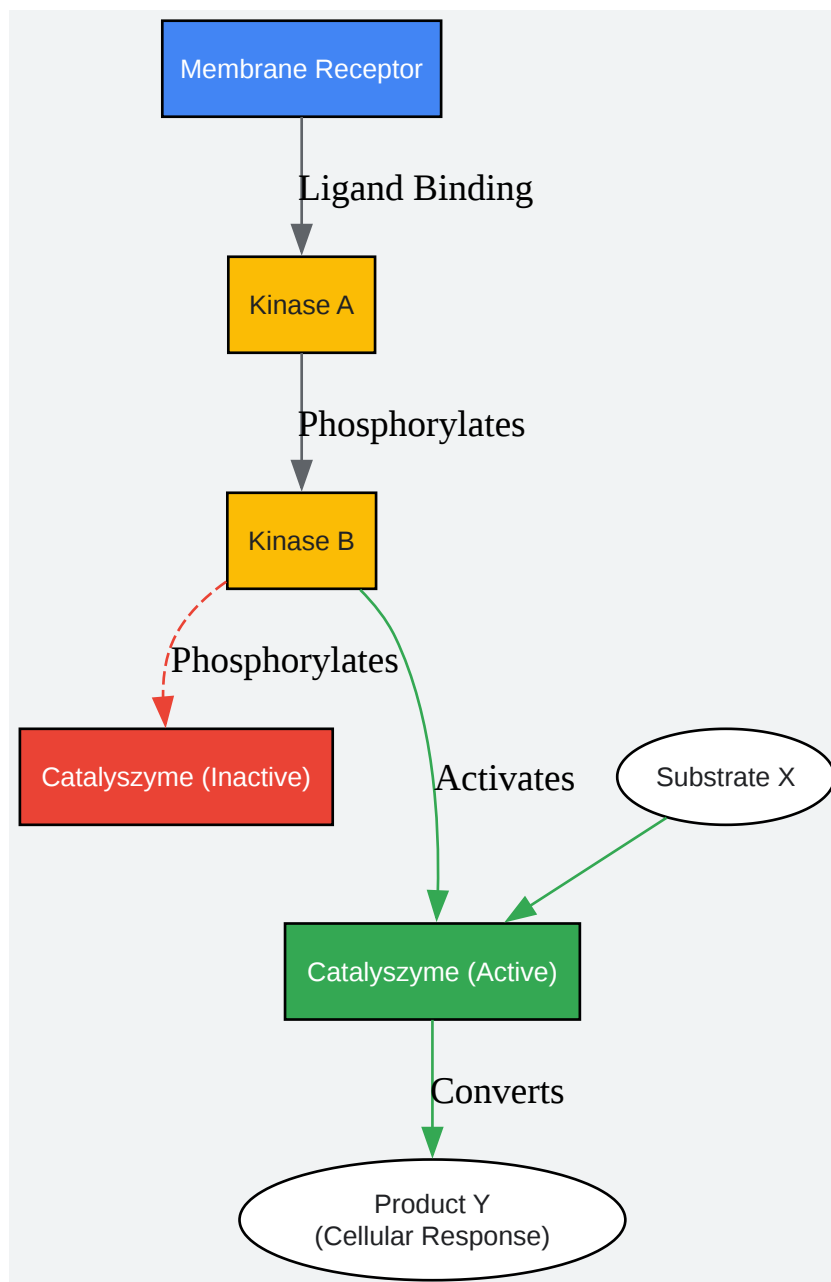 Membrane Receptor
Ligand Binding
Kinase A
Phosphorylates
Kinase B
Phosphorylates
Catalyszyme (Inactive)
Activates
Substrate X
Catalyszyme (Active)
Converts
Product Y
(Cellular Response)